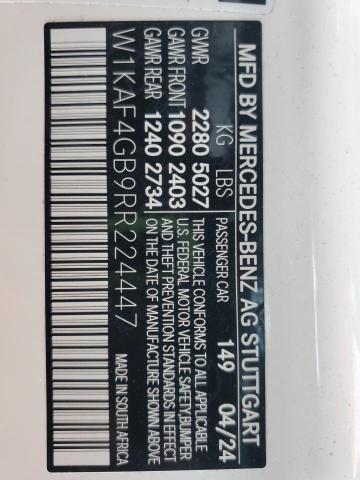 MFD BY MERCEDES-BENZ AG STUTTGART
KG LBS PASSENGER CAR 149 04/24
GVWR 2280 5027 THIS VEHICLE CONFORMS TO ALL APPLICABLE
GAWR FRONT 1090 2403 U.S. FEDERAL MOTOR VEHICLE SAFETY,BUMPER
AND THEFT PREVENTION STANDARDS IN EFFECT
GAWR REAR 1240 2734 ON THE DATE OF MANUFACTURE SHOWN ABOVE
W1KAF4GB9RR224447 MADE IN SOUTH AFRICA